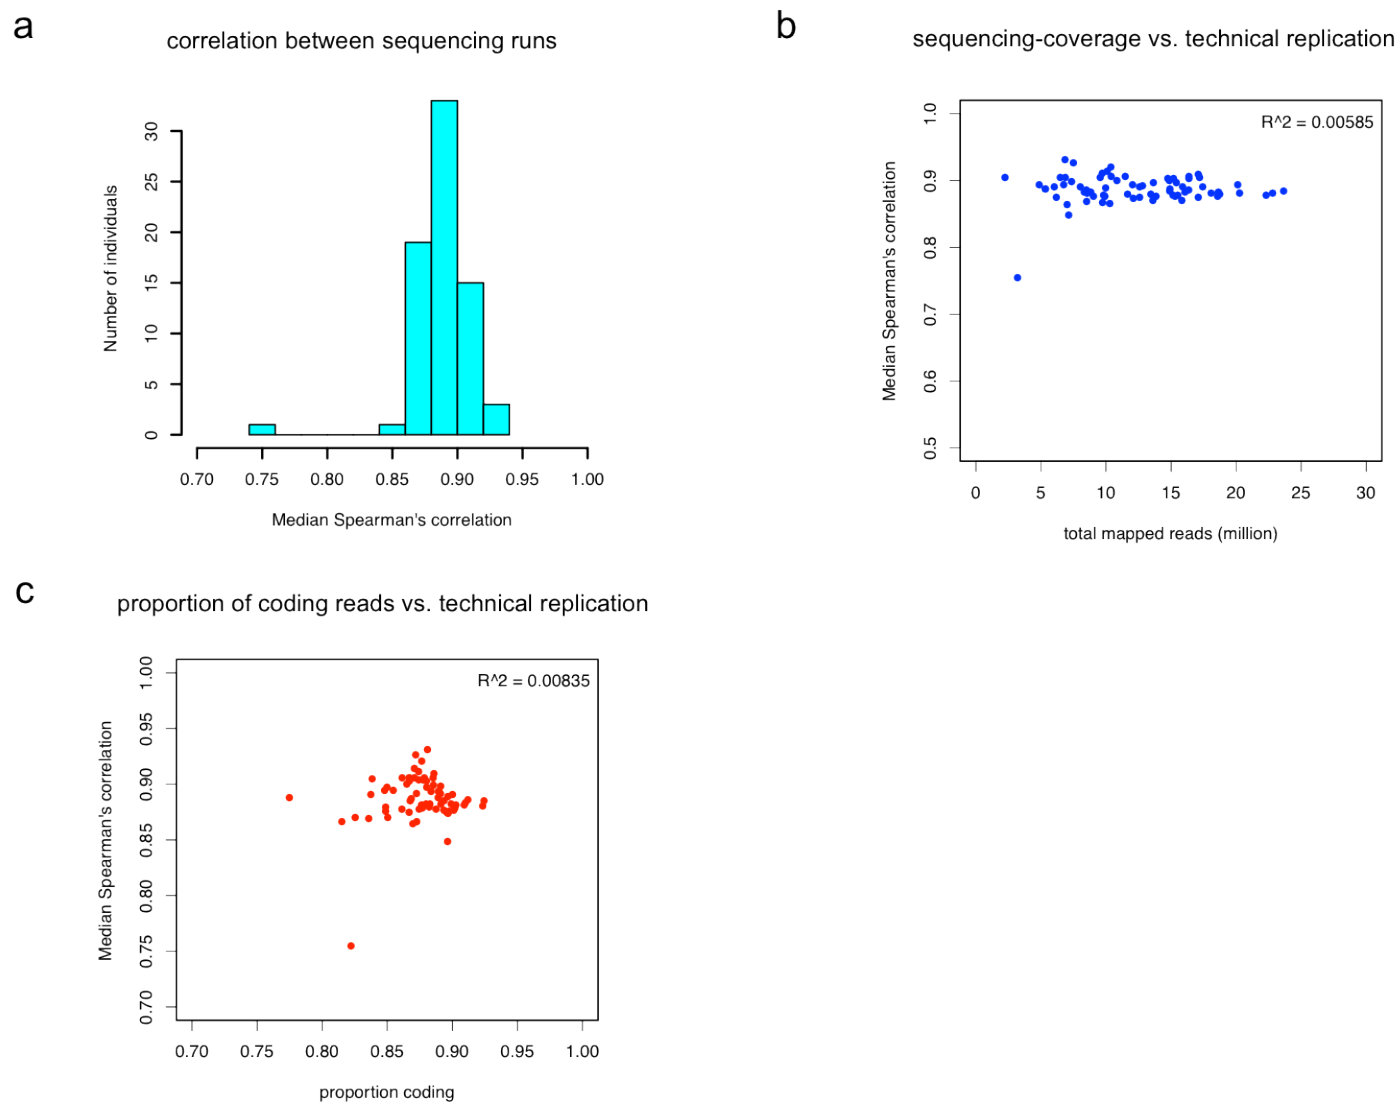 a
correlation between sequencing runs
Number of individuals
0 5 10 15 20 25 30
0.70 0.75 0.80 0.85 0.90 0.95 1.00
Median Spearman's correlation
b
sequencing-coverage vs. technical replication
R^2 = 0.00585
Median Spearman's correlation
0.5 0.6 0.7 0.8 0.9 1.0
0 5 10 15 20 25 30
total mapped reads (million)
c
proportion of coding reads vs. technical replication
R^2 = 0.00835
Median Spearman's correlation
0.70 0.75 0.80 0.85 0.90 0.95 1.00
0.70 0.75 0.80 0.85 0.90 0.95 1.00
proportion coding